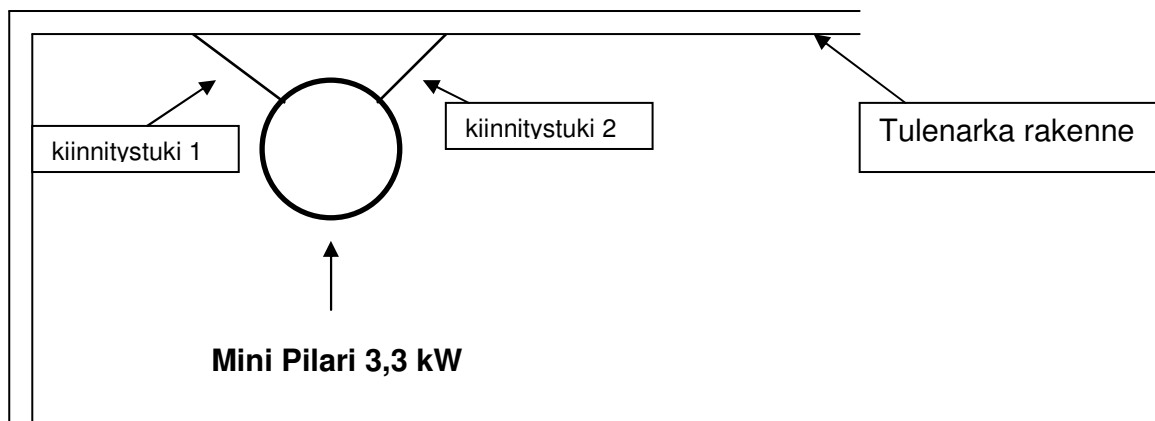 kiinnitystuki 1
kiinnitystuki 2
Tulenarka rakenne
Mini Pilari 3,3 kW